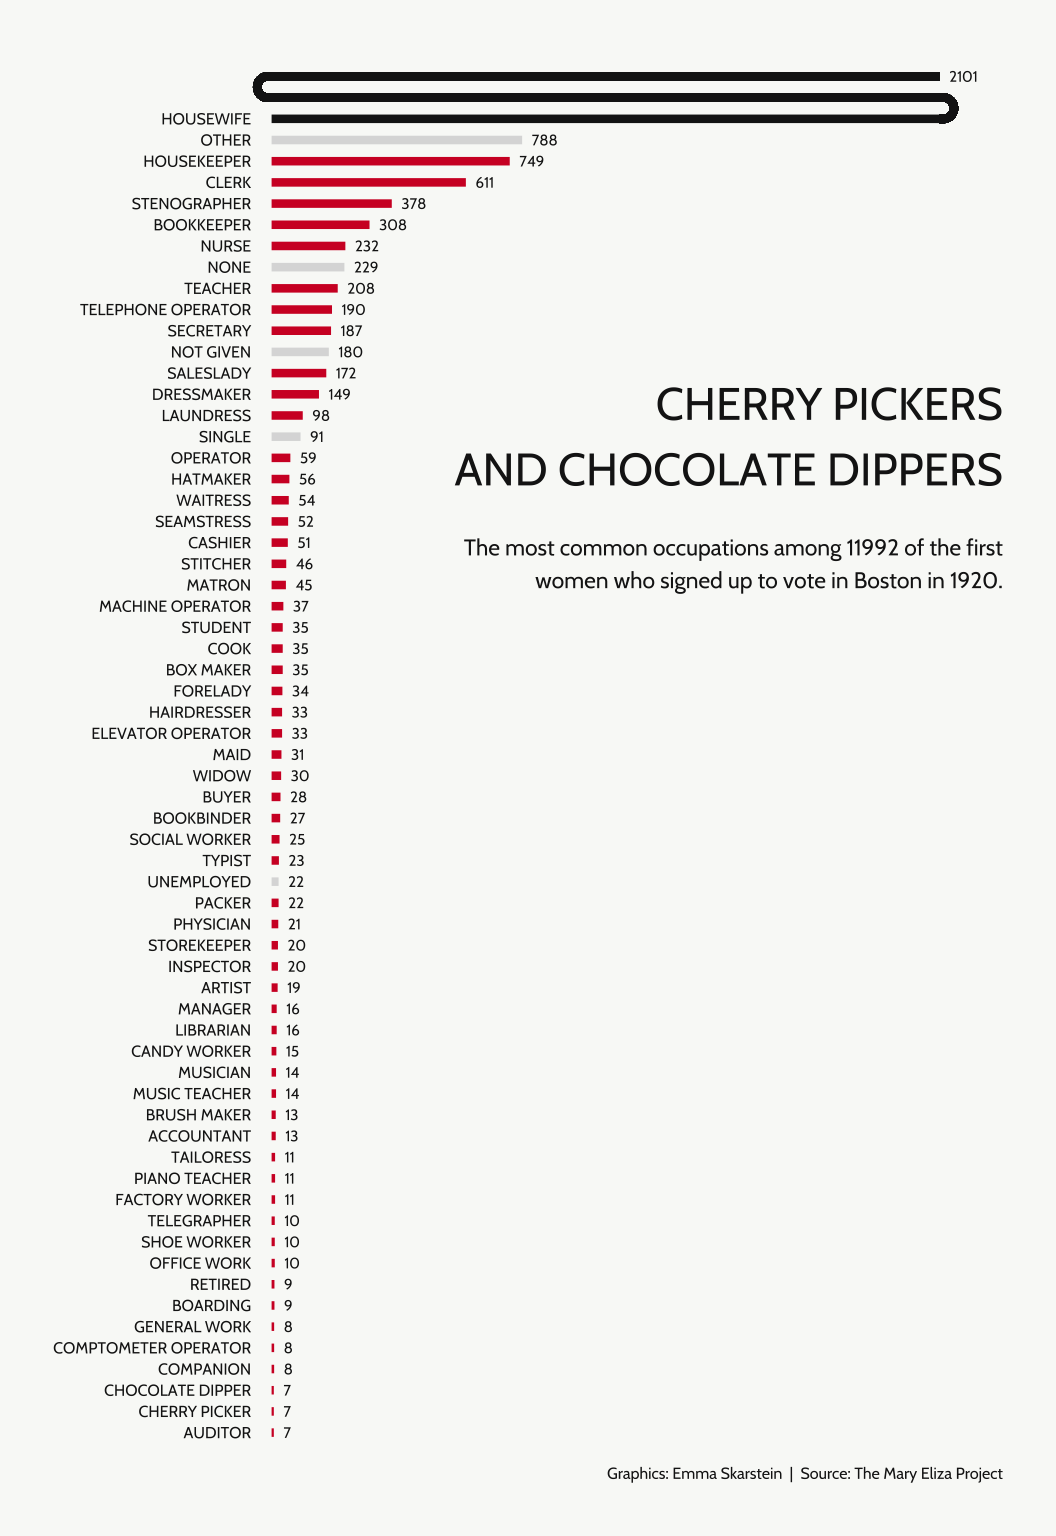 2101
HOUSEWIFE
OTHER 788
HOUSEKEEPER 749
CLERK 611
STENOGRAPHER 378
BOOKKEEPER 308
NURSE 232
NONE 229
TEACHER 208
TELEPHONE OPERATOR 190
SECRETARY 187
NOT GIVEN 180
SALESLADY 172
DRESSMAKER 149
LAUNDRESS 98
SINGLE 91
OPERATOR 59
HATMAKER 56
WAITRESS 54
SEAMSTRESS 52
CASHIER 51
STITCHER 46
MATRON 45
MACHINE OPERATOR 37
STUDENT 35
COOK 35
BOX MAKER 35
FORELADY 34
HAIRDRESSER 33
ELEVATOR OPERATOR 33
MAID 31
WIDOW 30
BUYER 28
BOOKBINDER 27
SOCIAL WORKER 25
TYPIST 23
UNEMPLOYED 22
PACKER 22
PHYSICIAN 21
STOREKEEPER 20
INSPECTOR 20
ARTIST 19
MANAGER 16
LIBRARIAN 16
CANDY WORKER 15
MUSICIAN 14
MUSIC TEACHER 14
BRUSH MAKER 13
ACCOUNTANT 13
TAILORESS 11
PIANO TEACHER 11
FACTORY WORKER 11
TELEGRAPHER 10
SHOE WORKER 10
OFFICE WORK 10
RETIRED 9
BOARDING 9
GENERAL WORK 8
COMPTOMETER OPERATOR 8
COMPANION 8
CHOCOLATE DIPPER 7
CHERRY PICKER 7
AUDITOR 7
CHERRY PICKERS
AND CHOCOLATE DIPPERS
The most common occupations among 11992 of the first
women who signed up to vote in Boston in 1920.
Graphics: Emma Skarstein | Source: The Mary Eliza Project